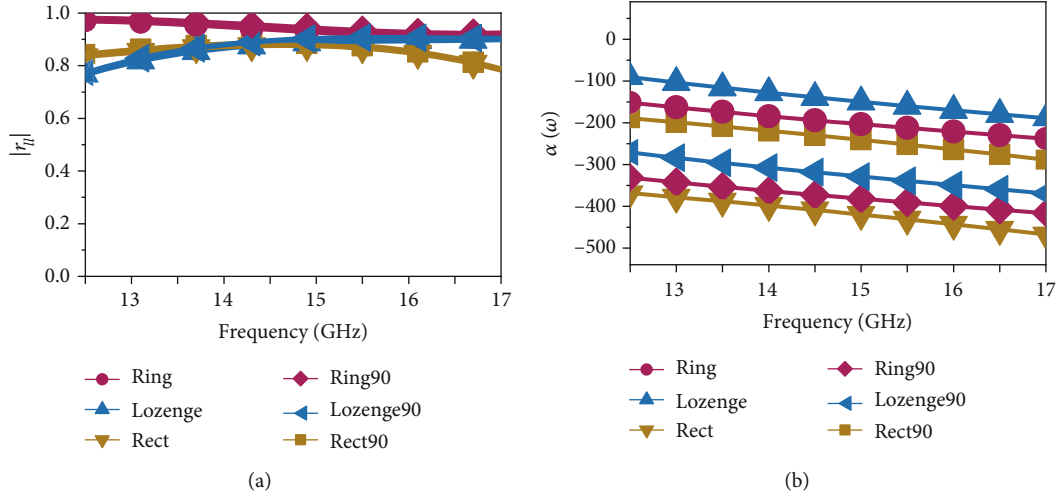 1.0
0.8
0.6
0.4
0.2
0.0
|r_ll|
13 14 15 16 17
Frequency (GHz)
Ring Ring90
Lozenge Lozenge90
Rect Rect90
(a)
0
−100
−200
−300
−400
−500
α (ω)
13 14 15 16 17
Frequency (GHz)
Ring Ring90
Lozenge Lozenge90
Rect Rect90
(b)